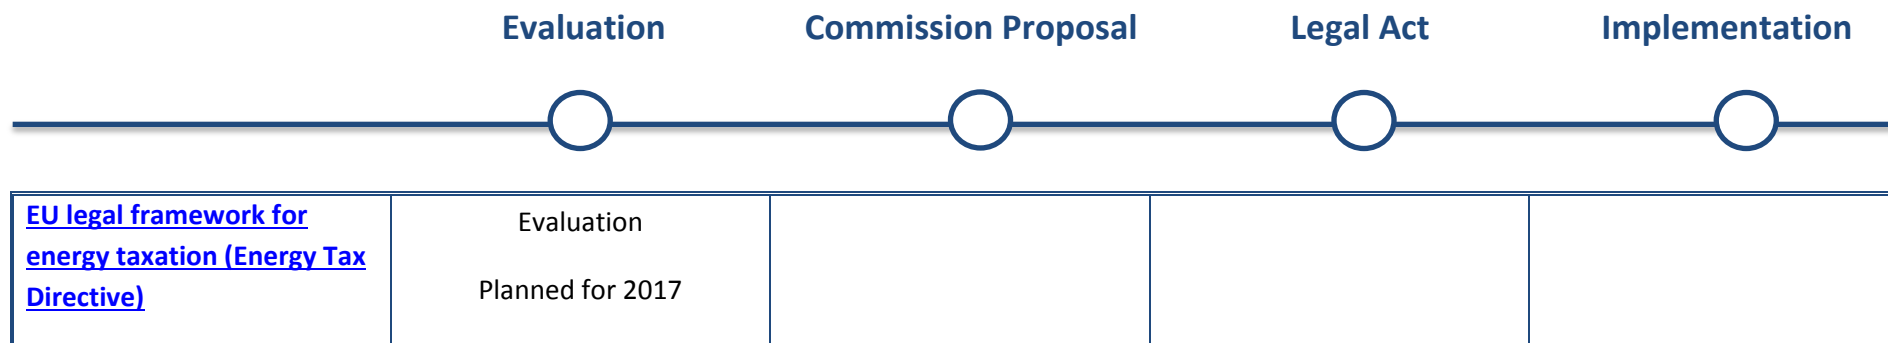 Evaluation Commission Proposal Legal Act Implementation
EU legal framework for
energy taxation (Energy Tax
Directive)
Evaluation
Planned for 2017